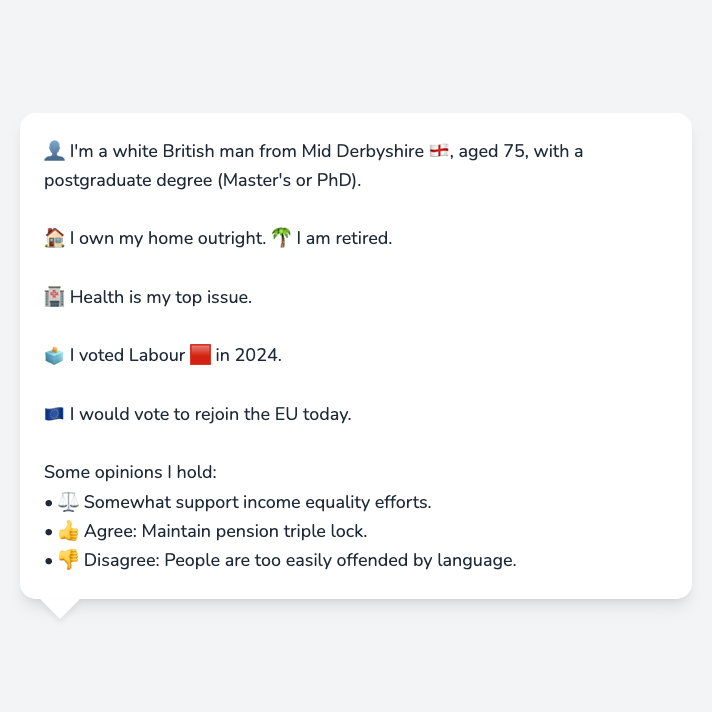 👤 I'm a white British man from Mid Derbyshire 🏴󠁧󠁢󠁥󠁮󠁧󠁿, aged 75, with a
postgraduate degree (Master's or PhD).
🏠 I own my home outright. 🌴 I am retired.
🏥 Health is my top issue.
🗳️ I voted Labour 🟥 in 2024.
🇪🇺 I would vote to rejoin the EU today.
Some opinions I hold:
• ⚖️ Somewhat support income equality efforts.
• 👍 Agree: Maintain pension triple lock.
• 👎 Disagree: People are too easily offended by language.